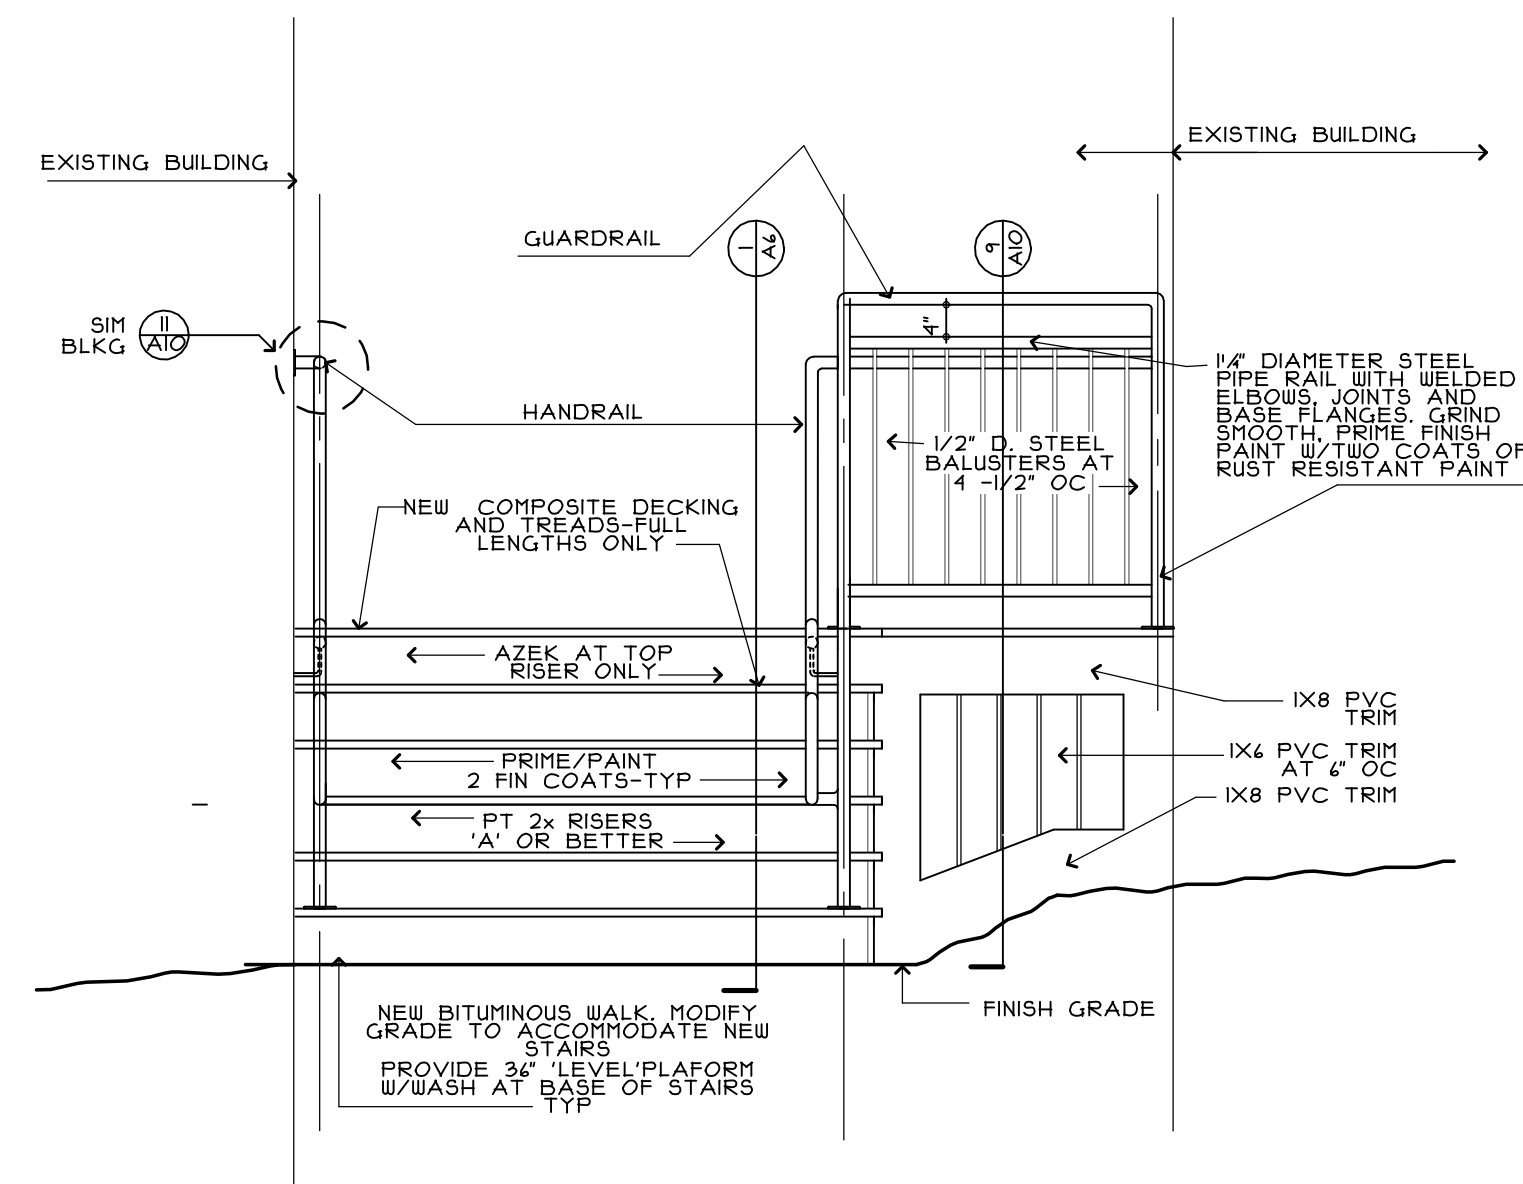 EXISTING BUILDING
EXISTING BUILDING
GUARDRAIL
1
A6
9
A10
SIM
BLKG
11
A10
4"
1¼" DIAMETER STEEL
PIPE RAIL WITH WELDED
ELBOWS, JOINTS AND
BASE FLANGES. GRIND
SMOOTH, PRIME FINISH
PAINT W/TWO COATS OF
RUST RESISTANT PAINT
HANDRAIL
1/2" D. STEEL
BALUSTERS AT
4 -1/2" OC
NEW COMPOSITE DECKING
AND TREADS-FULL
LENGTHS ONLY
AZEK AT TOP
RISER ONLY
1X8 PVC
TRIM
1X6 PVC TRIM
AT 6" OC
1X8 PVC TRIM
PRIME/PAINT
2 FIN COATS-TYP
PT 2x RISERS
'A' OR BETTER
NEW BITUMINOUS WALK. MODIFY
GRADE TO ACCOMMODATE NEW
STAIRS
PROVIDE 36" 'LEVEL'PLAFORM
W/WASH AT BASE OF STAIRS
TYP
FINISH GRADE